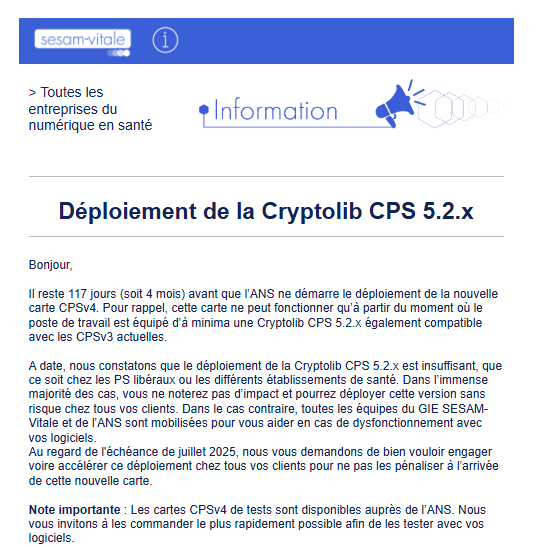 sesam-vitale
i
> Toutes les
entreprises du
numérique en santé
Information
Déploiement de la Cryptolib CPS 5.2.x
Bonjour,
Il reste 117 jours (soit 4 mois) avant que l'ANS ne démarre le déploiement de la nouvelle
carte CPSv4. Pour rappel, cette carte ne peut fonctionner qu'à partir du moment où le
poste de travail est équipé d'à minima une Cryptolib CPS 5.2.x également compatible
avec les CPSv3 actuelles.
A date, nous constatons que le déploiement de la Cryptolib CPS 5.2.x est insuffisant, que
ce soit chez les PS libéraux ou les différents établissements de santé. Dans l'immense
majorité des cas, vous ne noterez pas d'impact et pourrez déployer cette version sans
risque chez tous vos clients. Dans le cas contraire, toutes les équipes du GIE SESAM-
Vitale et de l'ANS sont mobilisées pour vous aider en cas de dysfonctionnement avec
vos logiciels.
Au regard de l'échéance de juillet 2025, nous vous demandons de bien vouloir engager
voire accélérer ce déploiement chez tous vos clients pour ne pas les pénaliser à l'arrivée
de cette nouvelle carte.
Note importante : Les cartes CPSv4 de tests sont disponibles auprès de l'ANS. Nous
vous invitons à les commander le plus rapidement possible afin de les tester avec vos
logiciels.